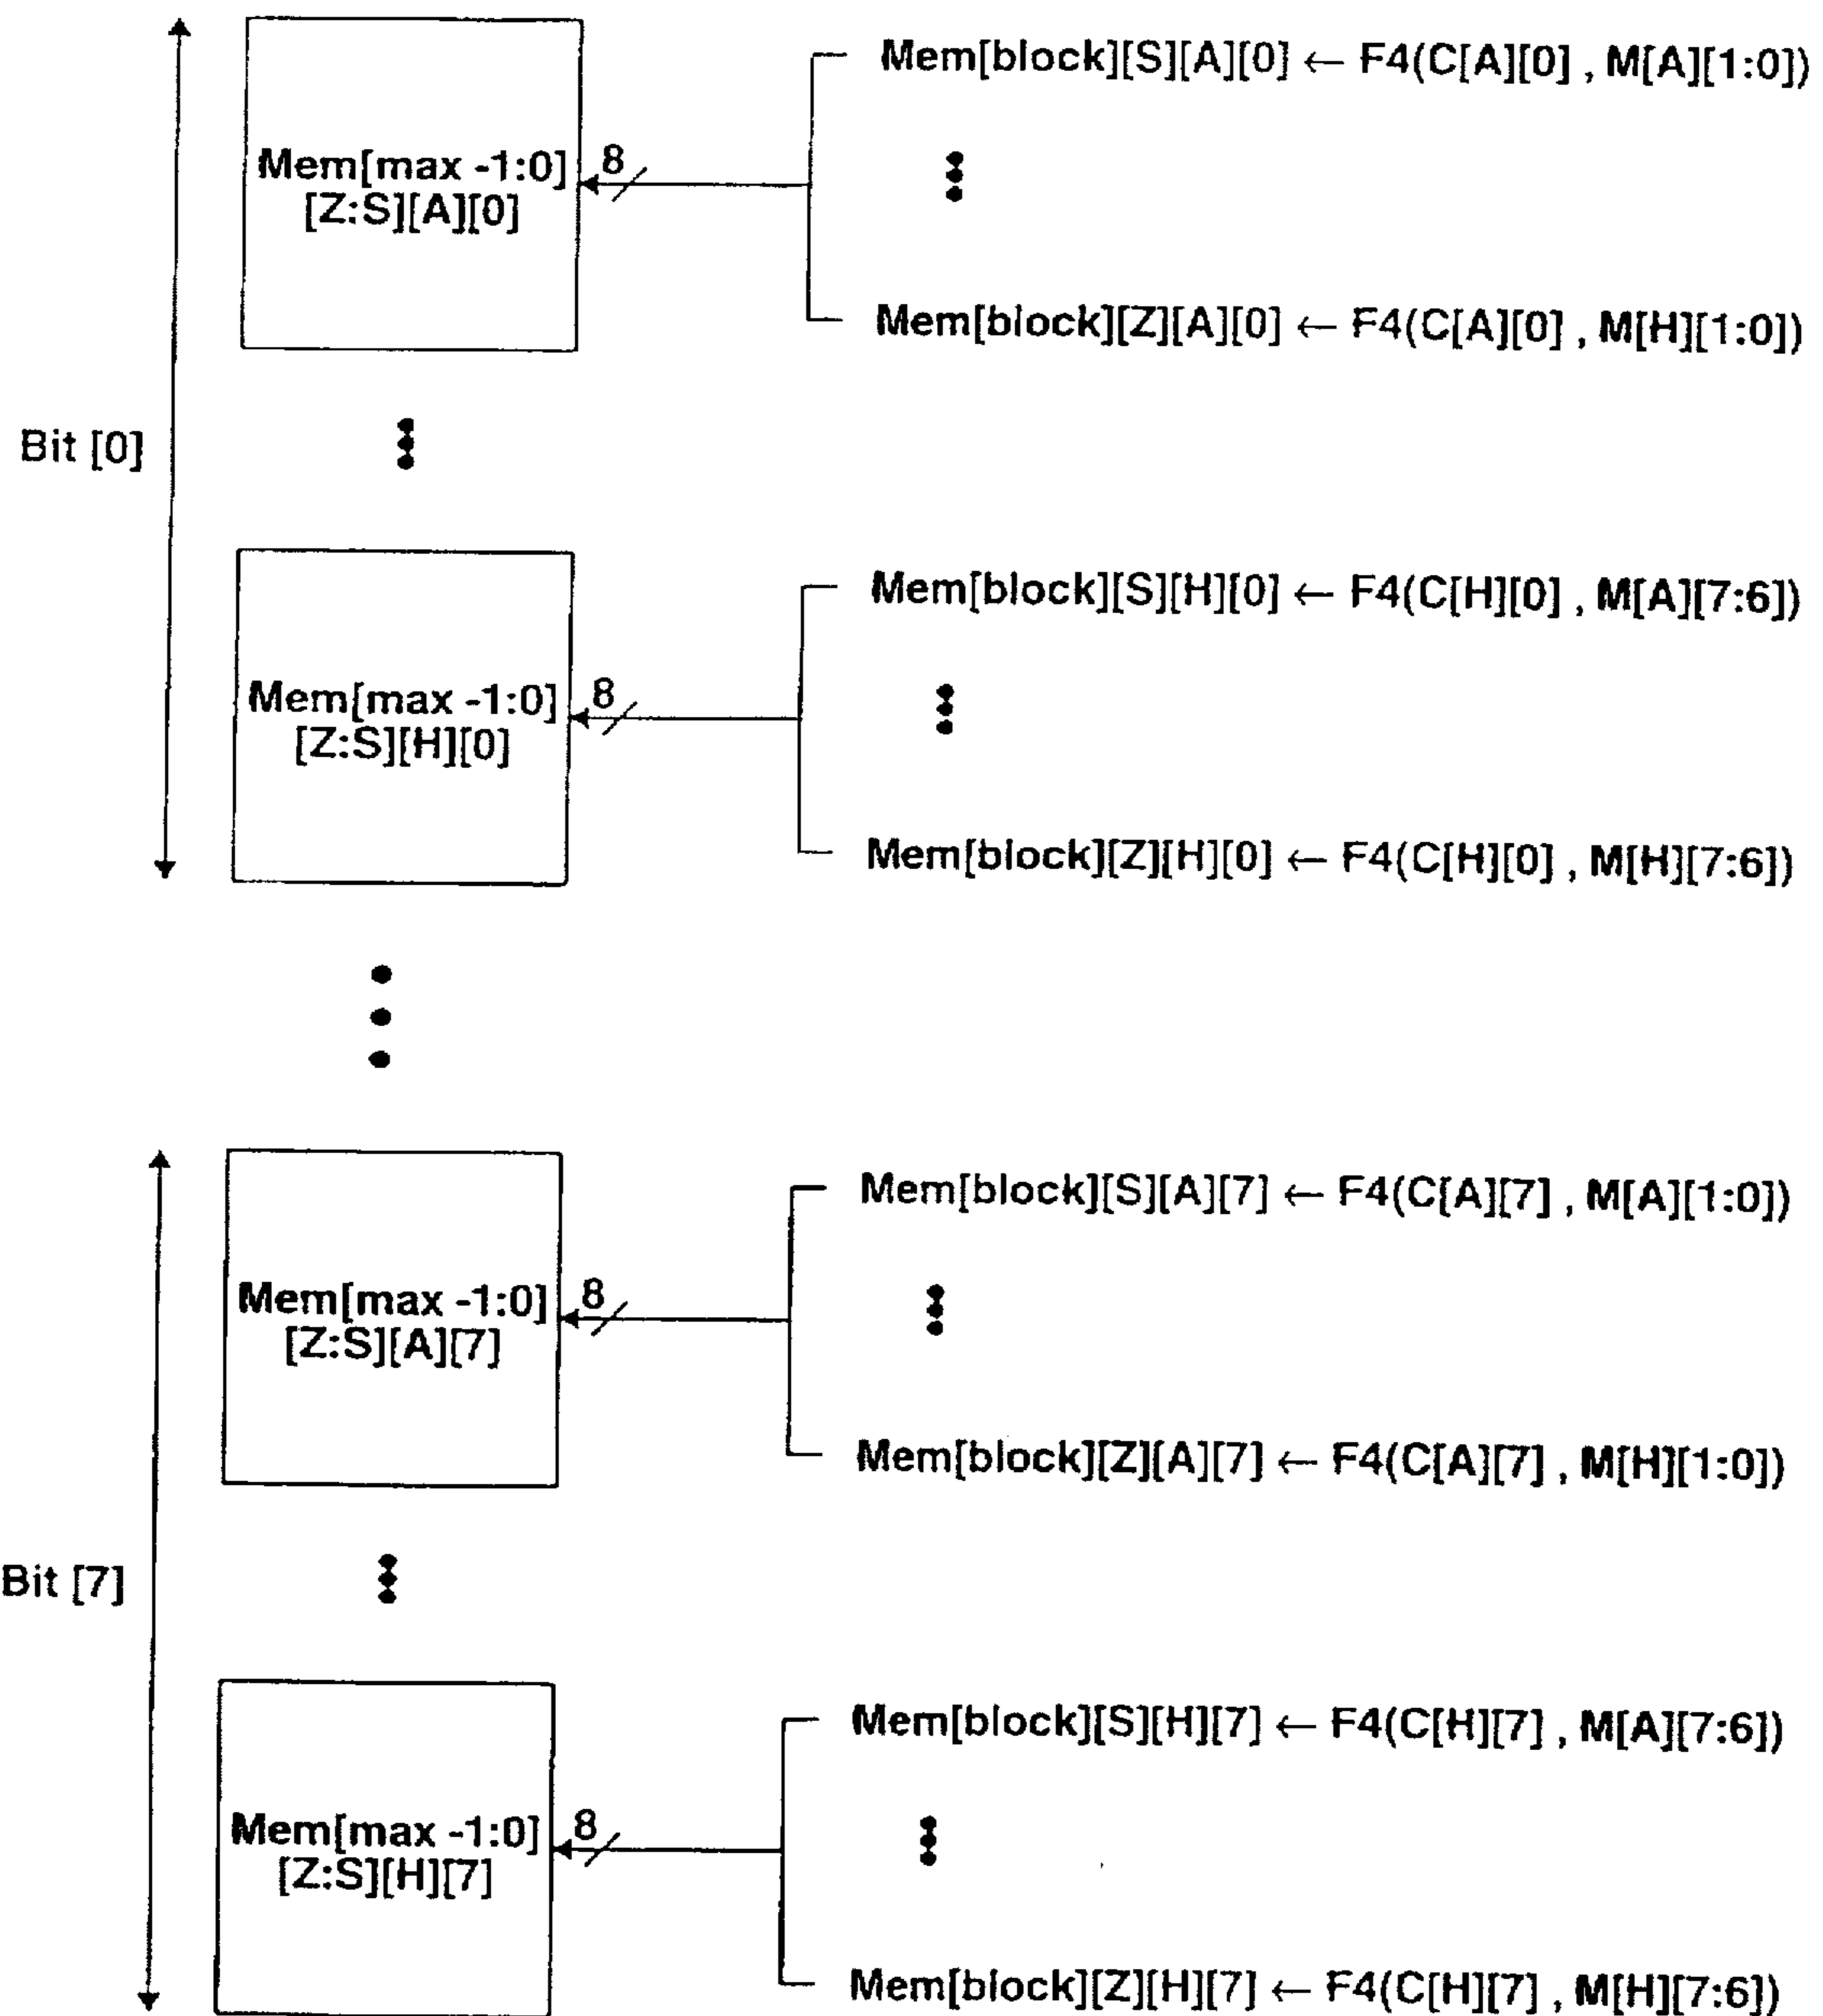 Mem[block][S][A][0] ← F4(C[A][0] , M[A][1:0])
Mem[max -1:0]
[Z:S][A][0]
8
Mem[block][Z][A][0] ← F4(C[A][0] , M[H][1:0])
Bit [0]
Mem[block][S][H][0] ← F4(C[H][0] , M[A][7:6])
Mem[max -1:0]
[Z:S][H][0]
8
Mem[block][Z][H][0] ← F4(C[H][0] , M[H][7:6])
Mem[block][S][A][7] ← F4(C[A][7] , M[A][1:0])
Mem[max -1:0]
[Z:S][A][7]
8
Mem[block][Z][A][7] ← F4(C[A][7] , M[H][1:0])
Bit [7]
Mem[block][S][H][7] ← F4(C[H][7] , M[A][7:6])
Mem[max -1:0]
[Z:S][H][7]
8
Mem[block][Z][H][7] ← F4(C[H][7] , M[H][7:6])